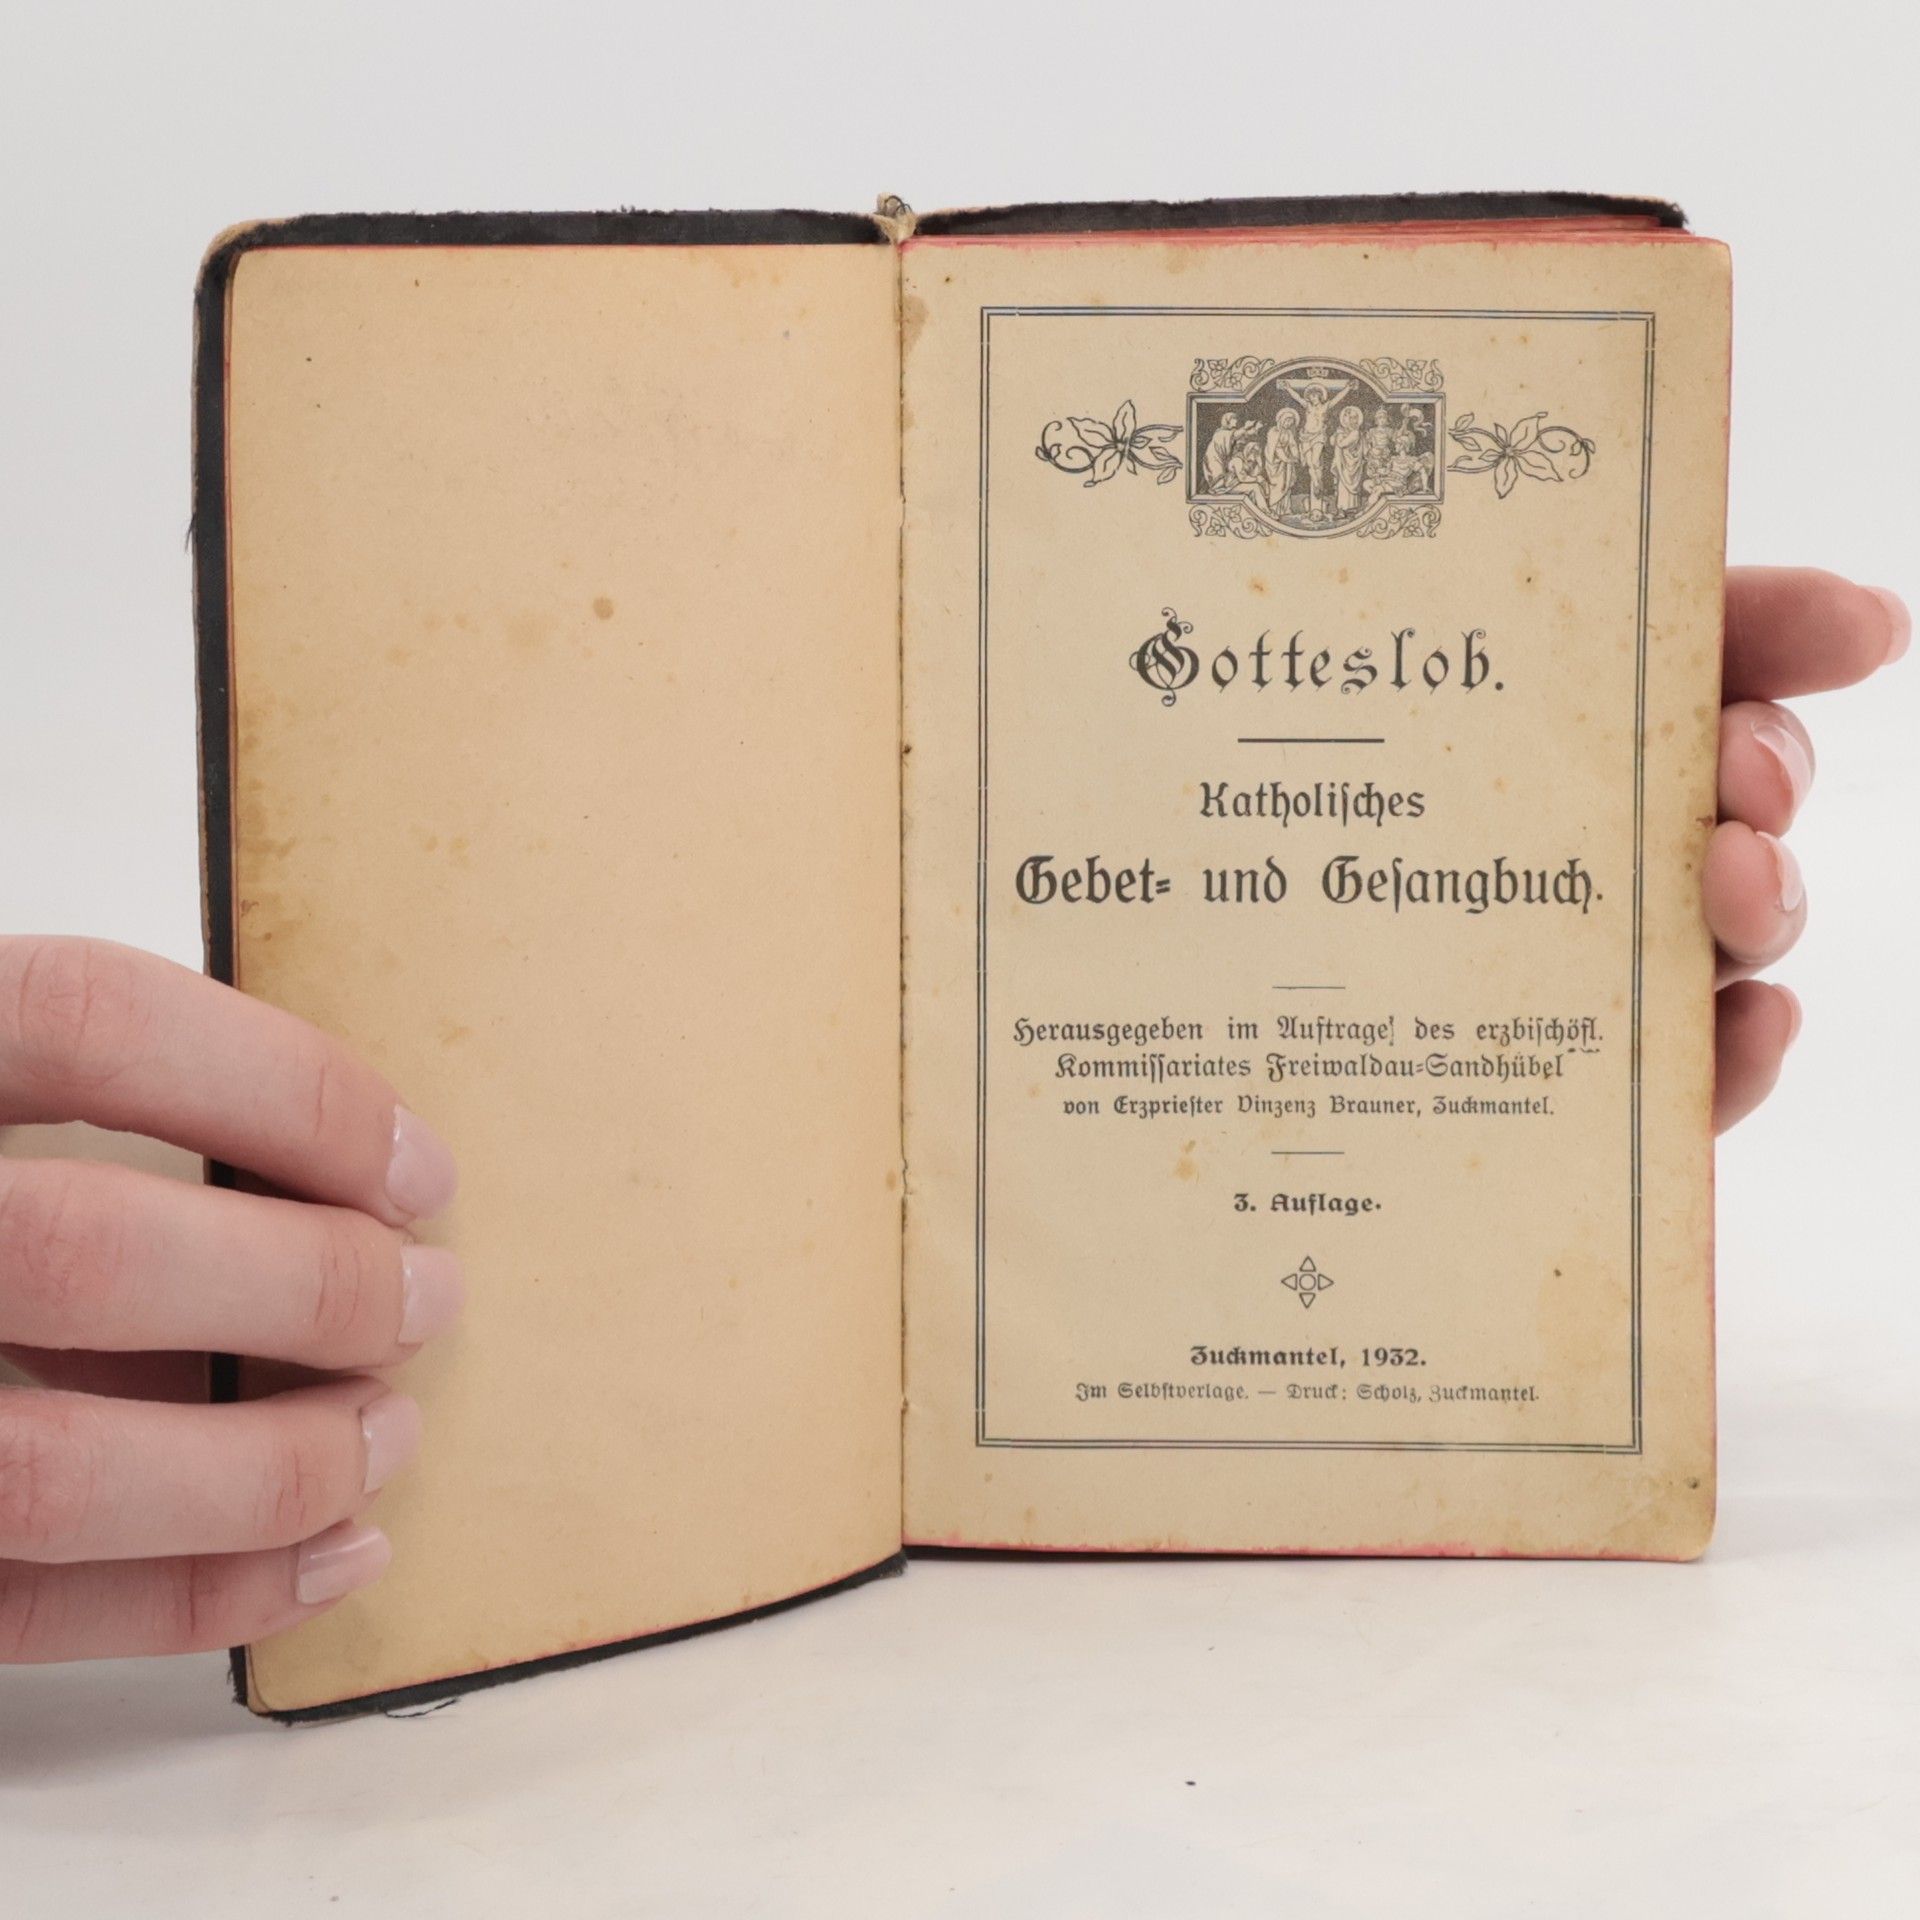 Gotteslob.
Katholisches
Gebet- und Gesangbuch.
Herausgegeben im Auftrage des erzbischöfl.
Kommissariates Freiwaldau-Sandhübel
von Erzpriester Vinzenz Brauner, Zuckmantel.
3. Auflage.
Zuckmantel, 1932.
Im Selbstverlage. — Druck: Scholz, Zuckmantel.